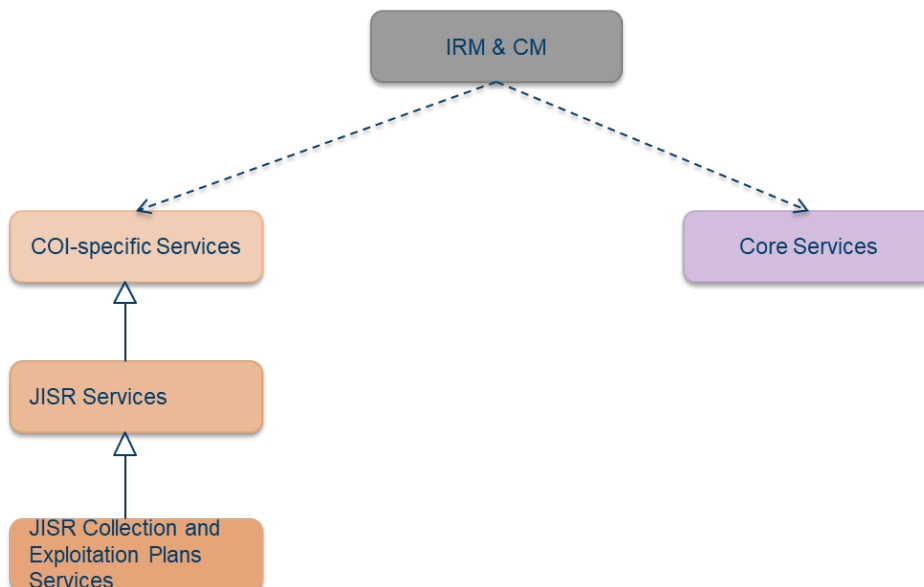 IRM & CM
COI-specific Services
Core Services
JISR Services
JISR Collection and
Exploitation Plans
Services